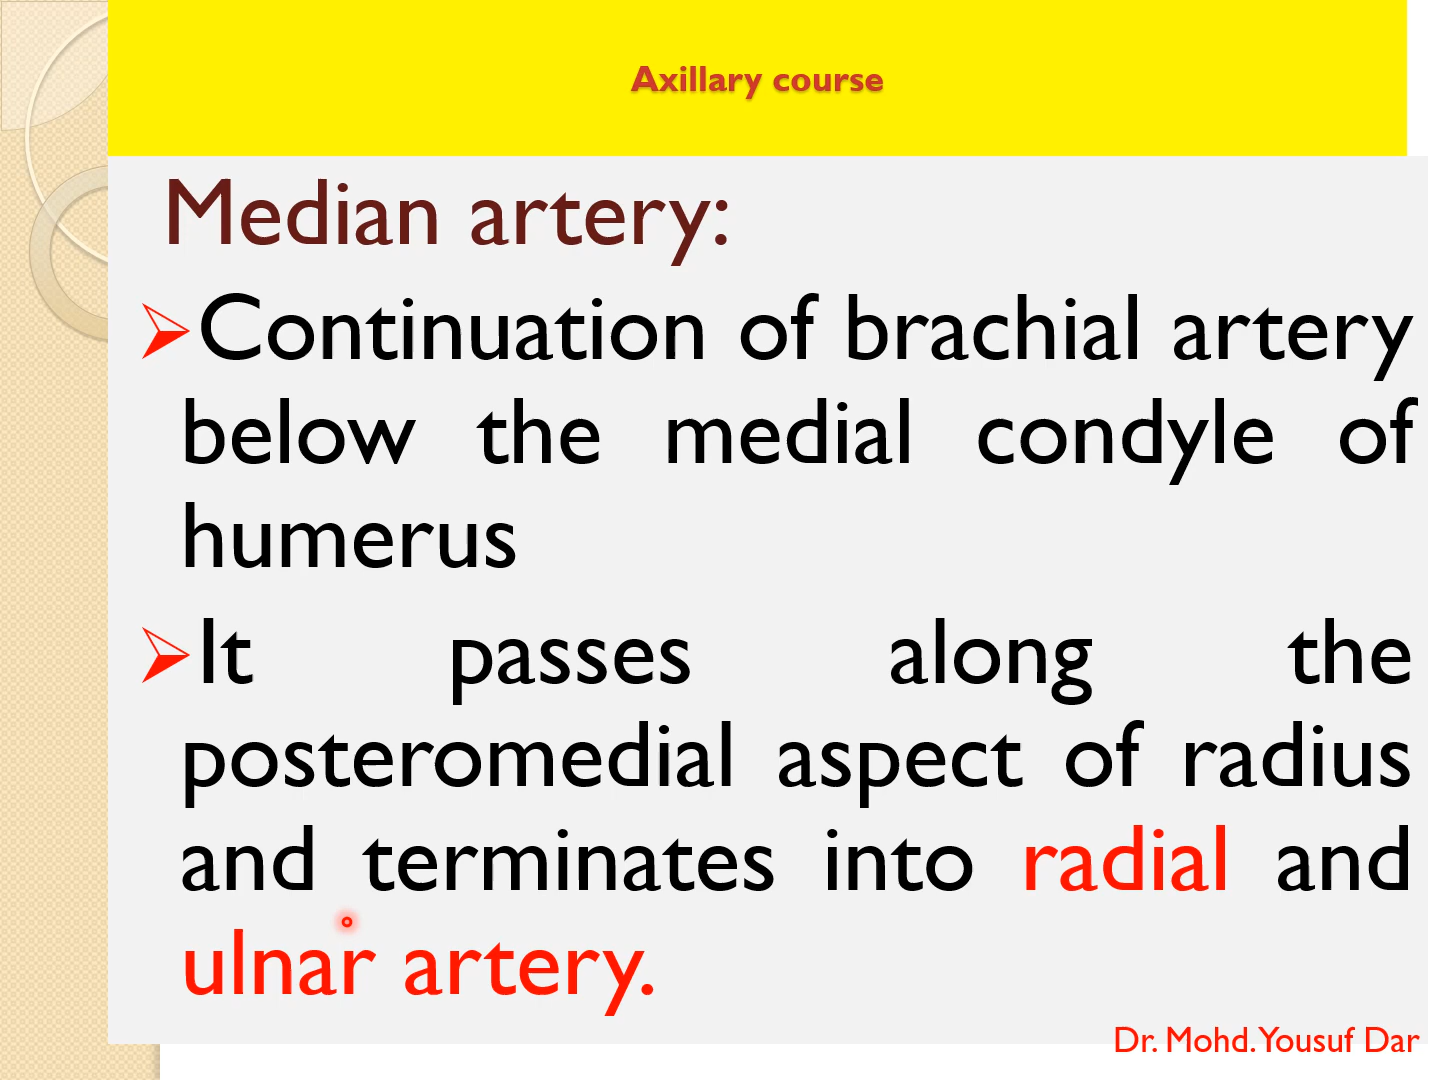 Axillary course
Median artery:
Continuation of brachial artery
below the medial condyle of
humerus
It passes along the
posteromedial aspect of radius
and terminates into radial and
ulnar artery.
Dr. Mohd.Yousuf Dar